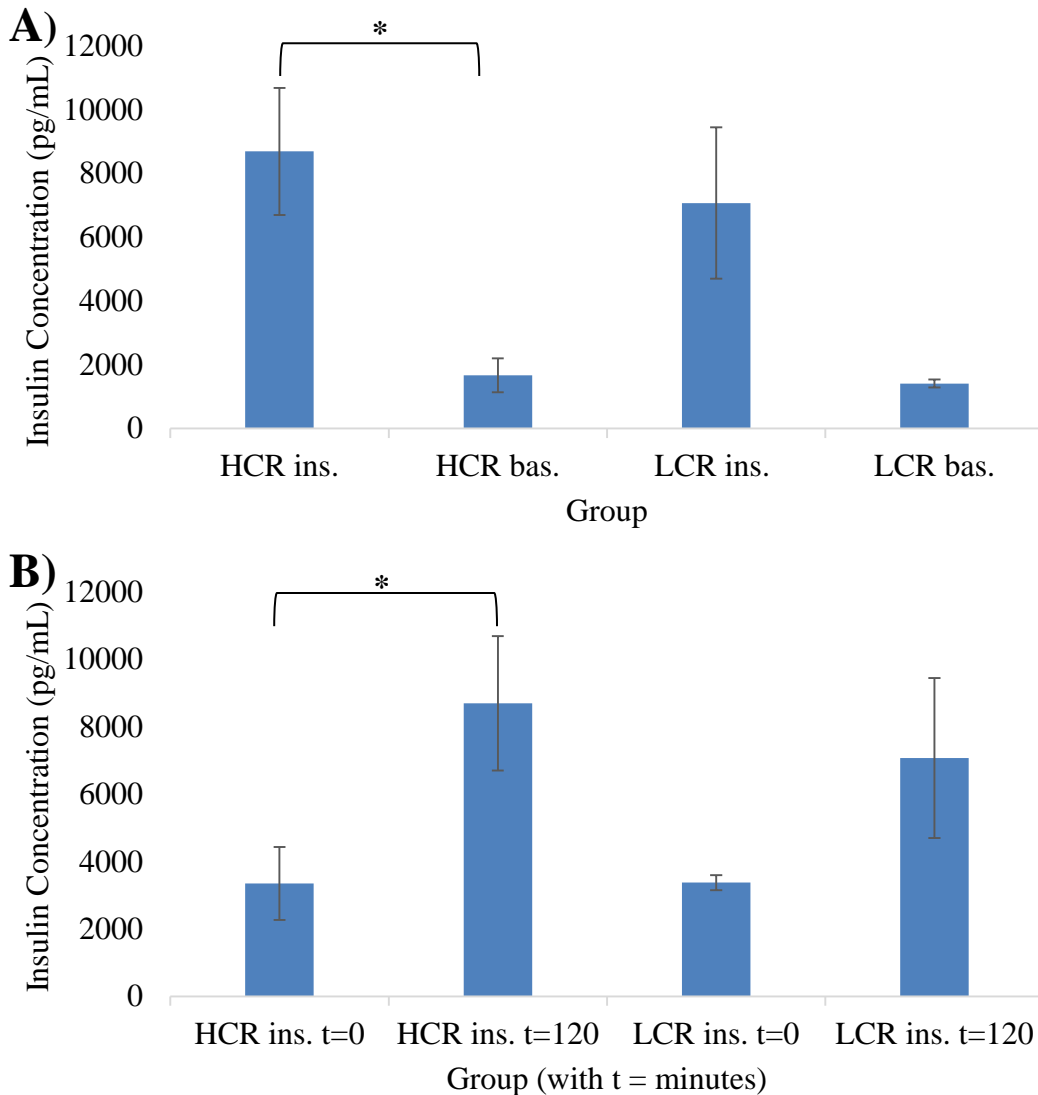 A)
Insulin Concentration (pg/mL)
12000
10000
8000
6000
4000
2000
0
*
HCR ins. HCR bas. LCR ins. LCR bas.
Group
B)
Insulin Concentration (pg/mL)
12000
10000
8000
6000
4000
2000
0
*
HCR ins. t=0 HCR ins. t=120 LCR ins. t=0 LCR ins. t=120
Group (with t = minutes)